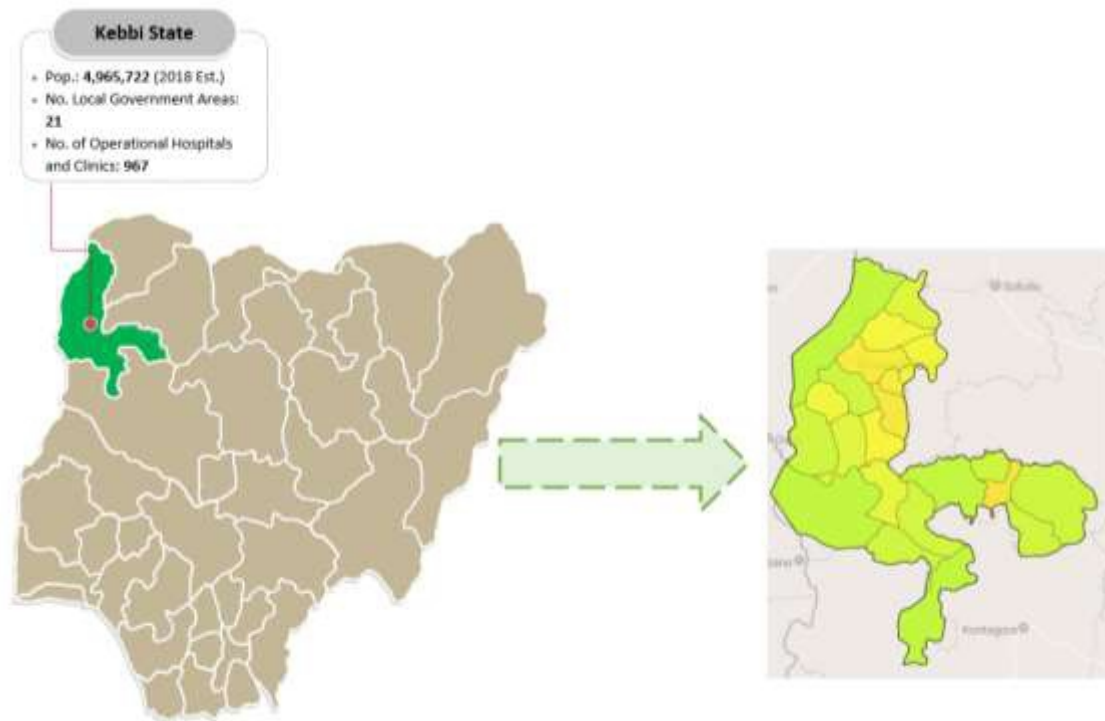 Kebbi State
• Pop.: 4,965,722 (2018 Est.)
• No. Local Government Areas:
21
• No. of Operational Hospitals
and Clinics: 967
Kontagora